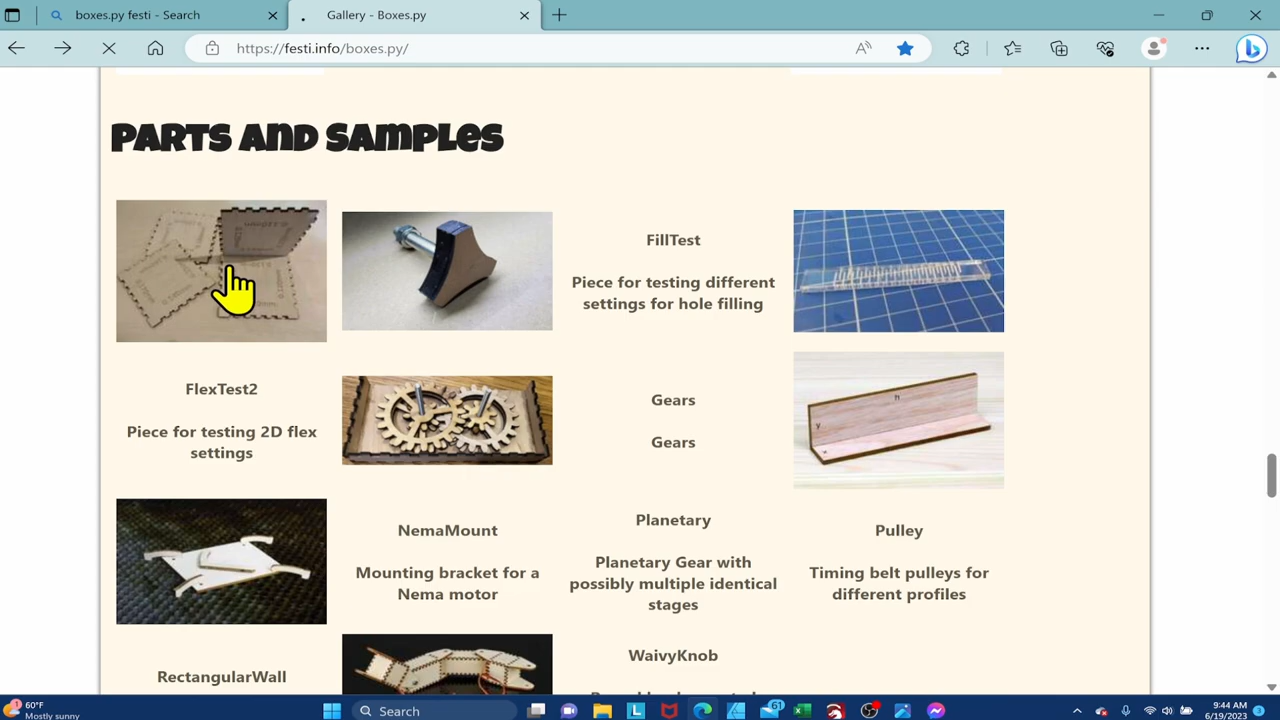 boxes.py festi - Search
Gallery - Boxes.py
https://festi.info/boxes.py/
Parts and Samples
FillTest
Piece for testing different
settings for hole filling
FlexTest2
Piece for testing 2D flex
settings
Gears
Gears
h
y
NemaMount
Mounting bracket for a
Nema motor
Planetary
Planetary Gear with
possibly multiple identical
stages
Pulley
Timing belt pulleys for
different profiles
RectangularWall
WaivyKnob
1
60°F
Mostly sunny
Search
61
9:44 AM
6/19/2023